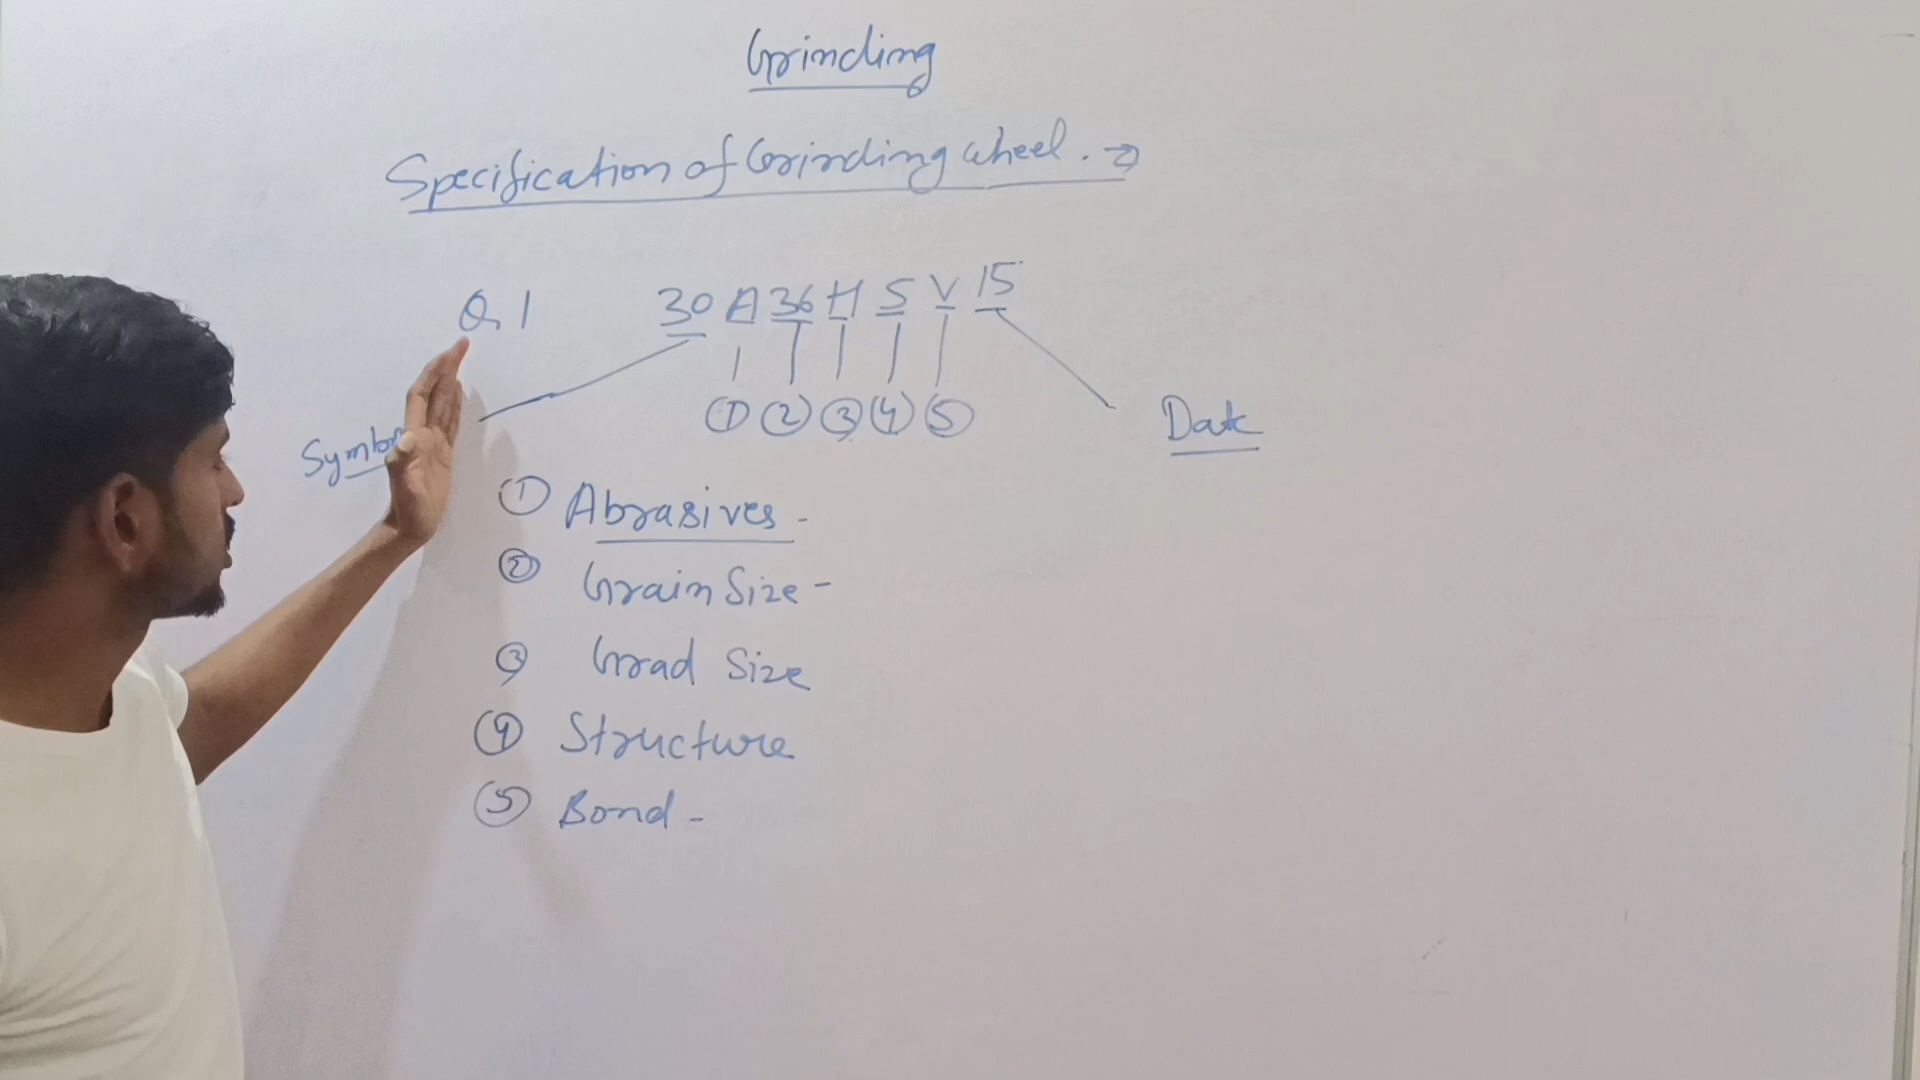 Grinding
Specification of Grinding wheel. →
Q.1 30 A 36 H 5 V 15
① ② ③ ④ ⑤
Date
① Abrasives -
② Grain Size -
③ Grad Size
④ Structure
⑤ Bond -